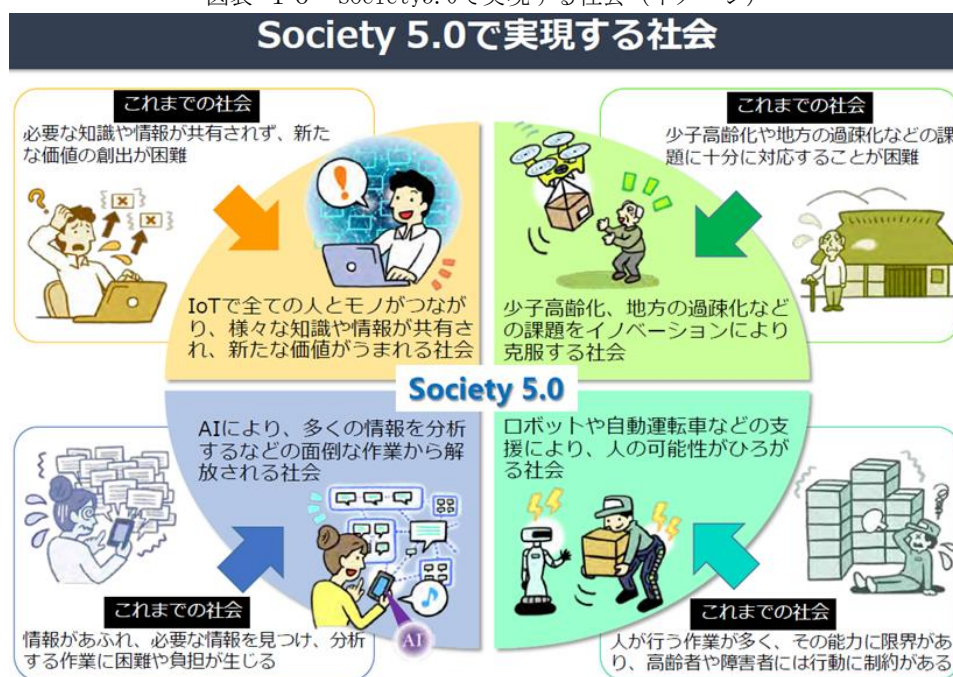 Society 5.0で実現する社会
これまでの社会
必要な知識や情報が共有されず、新た
な価値の創出が困難
これまでの社会
少子高齢化や地方の過疎化などの課
題に十分に対応することが困難
IoTで全ての人とモノがつなが
り、様々な知識や情報が共有さ
れ、新たな価値がうまれる社会
少子高齢化、地方の過疎化など
の課題をイノベーションにより
克服する社会
Society 5.0
AIにより、多くの情報を分析
するなどの面倒な作業から解
放される社会
ロボットや自動運転車などの支
援により、人の可能性がひろが
る社会
AI
これまでの社会
情報があふれ、必要な情報を見つけ、分析
する作業に困難や負担が生じる
これまでの社会
人が行う作業が多く、その能力に限界があ
り、高齢者や障害者には行動に制約がある